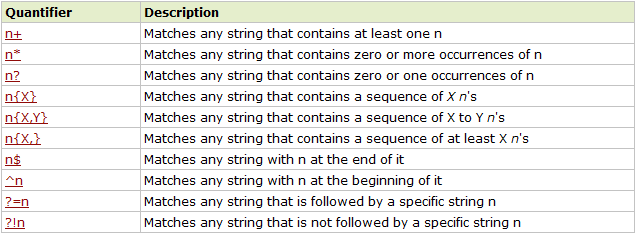 Quantifier Description
n+ Matches any string that contains at least one n
n* Matches any string that contains zero or more occurrences of n
n? Matches any string that contains zero or one occurrences of n
n{X} Matches any string that contains a sequence of X n's
n{X,Y} Matches any string that contains a sequence of X to Y n's
n{X,} Matches any string that contains a sequence of at least X n's
n$ Matches any string with n at the end of it
^n Matches any string with n at the beginning of it
?=n Matches any string that is followed by a specific string n
?!n Matches any string that is not followed by a specific string n